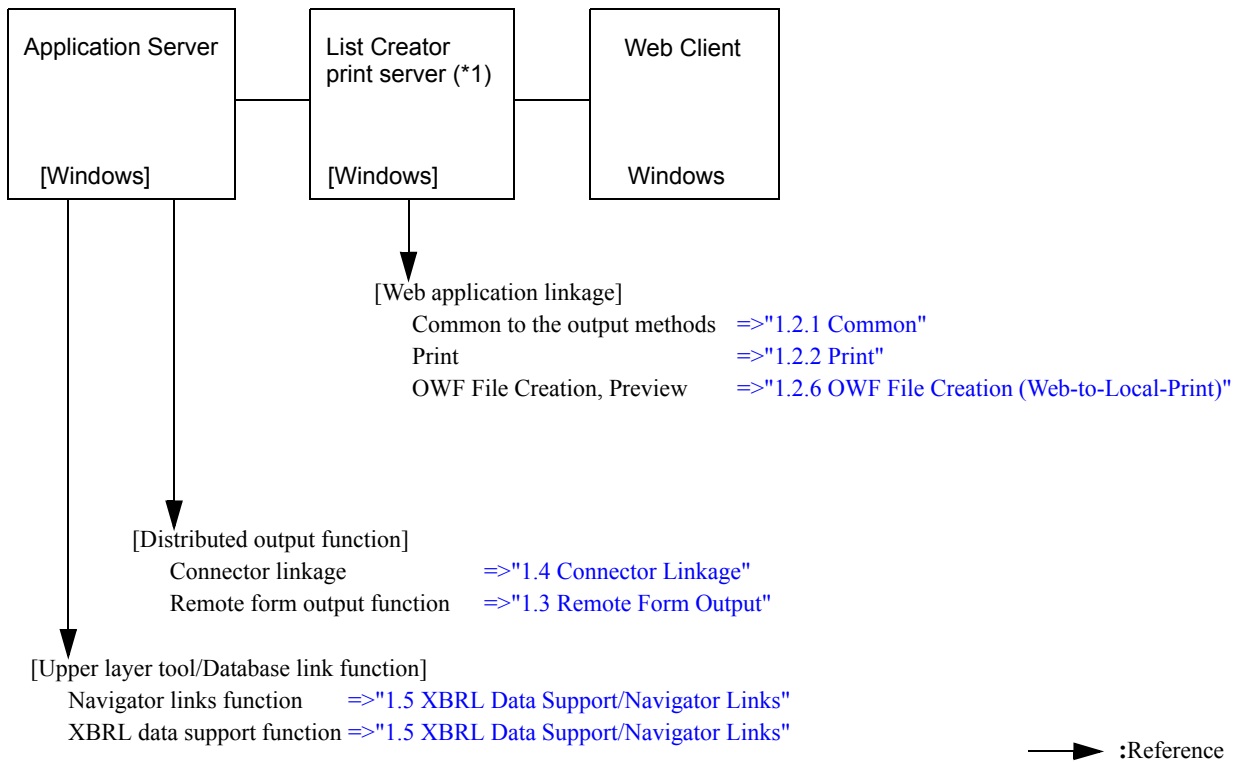 Application Server
List Creator
print server (*1)
Web Client
[Windows]
[Windows]
Windows
[Web application linkage]
Common to the output methods =>"1.2.1 Common"
Print =>"1.2.2 Print"
OWF File Creation, Preview =>"1.2.6 OWF File Creation (Web-to-Local-Print)"
[Distributed output function]
Connector linkage =>"1.4 Connector Linkage"
Remote form output function =>"1.3 Remote Form Output"
[Upper layer tool/Database link function]
Navigator links function =>"1.5 XBRL Data Support/Navigator Links"
XBRL data support function =>"1.5 XBRL Data Support/Navigator Links"
:Reference